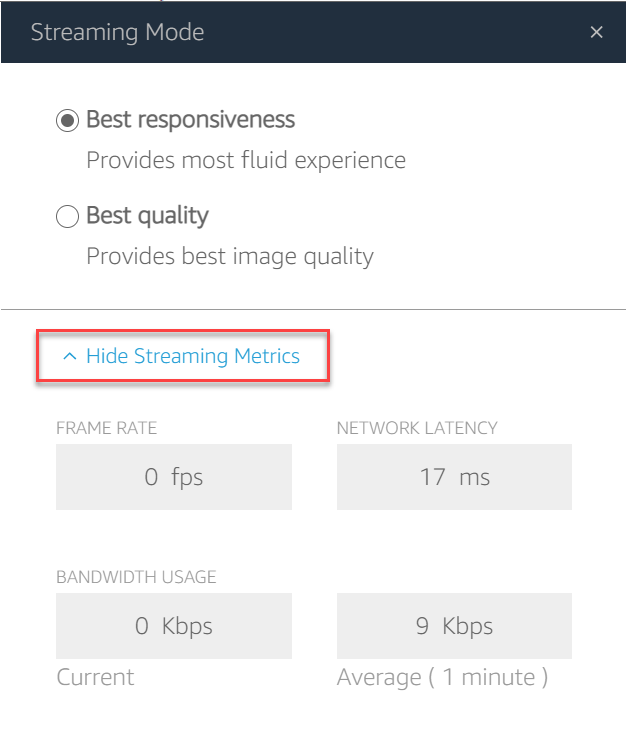 Streaming Mode ×
Best responsiveness
Provides most fluid experience
Best quality
Provides best image quality
Hide Streaming Metrics
FRAME RATE NETWORK LATENCY
0 fps 17 ms
BANDWIDTH USAGE
0 Kbps 9 Kbps
Current Average ( 1 minute )